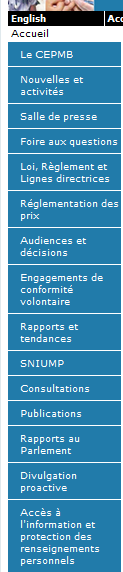 English
Accueil
Le CEPMB
Nouvelles et
activités
Salle de presse
Foire aux questions
Loi, Règlement et
Lignes directrices
Réglementation des
prix
Audiences et
décisions
Engagements de
conformité
volontaire
Rapports et
tendances
SNIUMP
Consultations
Publications
Rapports au
Parlement
Divulgation
proactive
Accès à
l'information et
protection des
renseignements
personnels